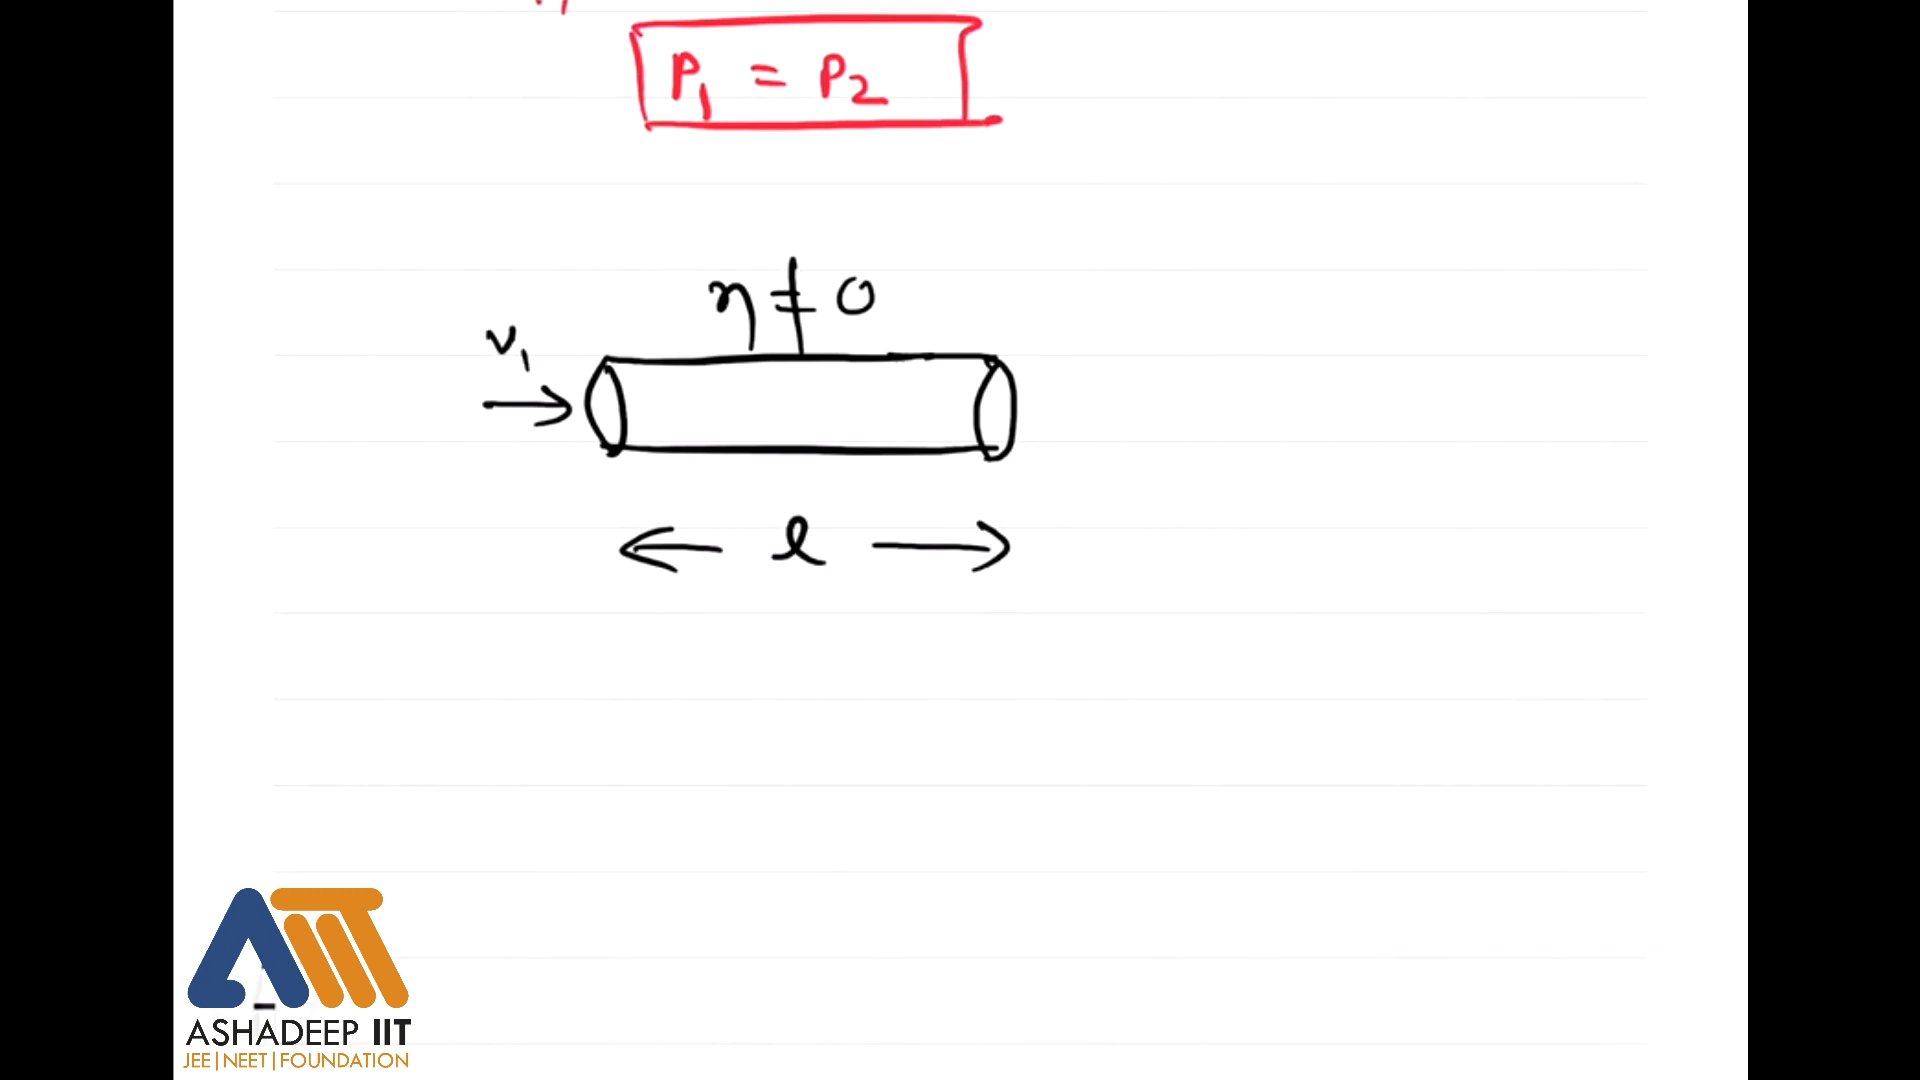 P₁ = P₂
η ≠ 0
v₁
l
ASHADEEP IIT
JEE|NEET|FOUNDATION